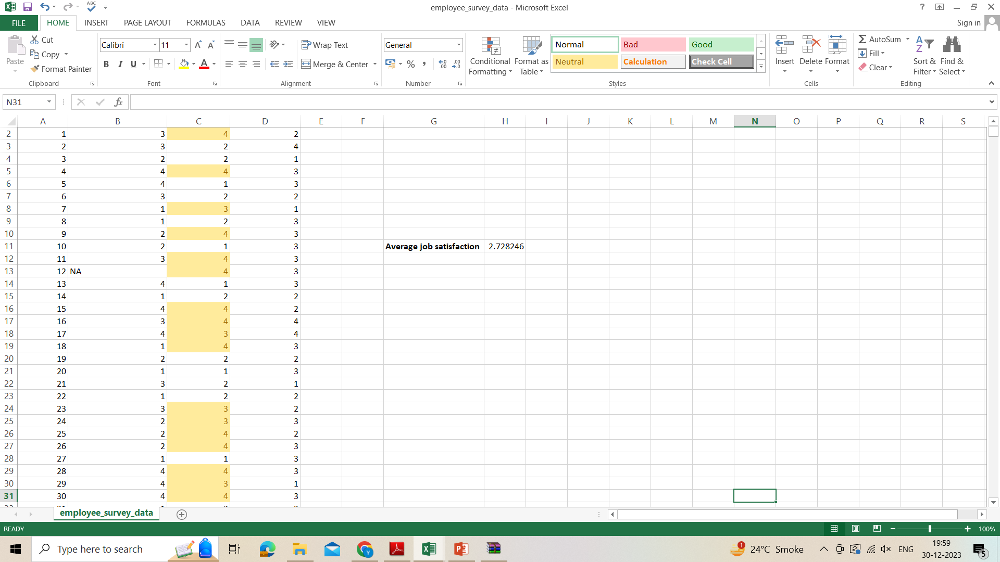 ABC
employee_survey_data - Microsoft Excel
?
FILE HOME INSERT PAGE LAYOUT FORMULAS DATA REVIEW VIEW Sign in
Paste Cut Copy Format Painter Clipboard
Calibri 11 A A B I U A Font
Wrap Text Merge & Center Alignment
General % , .00 .00 Number
Conditional Formatting Format as Table
Normal Bad Good
Neutral Calculation Check Cell
Styles
Insert Delete Format Cells
AutoSum Fill Clear Sort & Filter Find & Select Editing
N31 fx
A B C D E F G H I J K L M N O P Q R S
2 1 3 4 2
3 2 3 2 4
4 3 2 2 1
5 4 4 4 3
6 5 4 1 3
7 6 3 2 2
8 7 1 3 1
9 8 1 2 3
10 9 2 4 3
11 10 2 1 3 Average job satisfaction 2.728246
12 11 3 4 3
13 12 NA 4 3
14 13 4 1 3
15 14 1 2 2
16 15 4 4 2
17 16 3 4 4
18 17 4 3 4
19 18 1 4 3
20 19 2 2 2
21 20 1 1 3
22 21 3 2 1
23 22 1 2 2
24 23 3 3 2
25 24 2 3 3
26 25 2 4 2
27 26 2 4 3
28 27 1 1 3
29 28 4 4 3
30 29 4 3 1
31 30 4 4 3
employee_survey_data
READY 100%
Type here to search 1 24°C Smoke ENG 19:59
30-12-2023 5